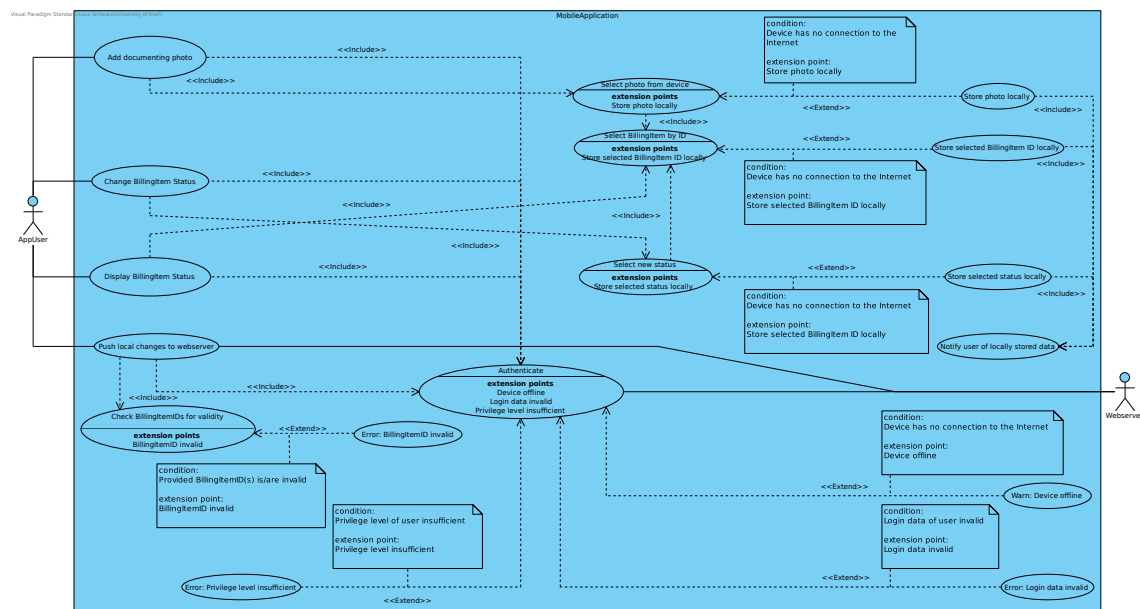 Visual Paradigm Standard(Luca Schwarz(University of Kiel))
MobileApplication
condition:
Device has no connection to the
Internet
extension point:
Store photo locally
Add documenting photo
<<Include>>
<<Include>>
Select photo from device
extension points
Store photo locally
<<Extend>>
Store photo locally
<<Include>>
<<Include>>
Select BillingItem by ID
extension points
Store selected BillingItem ID locally
<<Extend>>
Store selected BillingItem ID locally
<<Include>>
condition:
Device has no connection to the Internet
extension point:
Store selected BillingItem ID locally
Change BillingItem Status
<<Include>>
<<Include>>
<<Include>>
<<Include>>
AppUser
Display BillingItem Status
<<Include>>
Select new status
extension points
Store selected status locally
<<Extend>>
Store selected status locally
<<Include>>
condition:
Device has no connection to the Internet
extension point:
Store selected BillingItem ID locally
Push local changes to webserver
Notify user of locally stored data
Authenticate
extension points
Device offline
Login data invalid
Privilege level insufficient
<<Include>>
<<Include>>
Webserve
Check BillingItemIDs for validity
extension points
BillingItemID invalid
<<Extend>>
Error: BillingItemID invalid
condition:
Device has no connection to the Internet
extension point:
Device offline
condition:
Provided BillingItemID(s) is/are invalid
extension point:
BillingItemID invalid
<<Extend>>
Warn: Device offline
condition:
Privilege level of user insufficient
extension point:
Privilege level insufficient
condition:
Login data of user invalid
extension point:
Login data invalid
Error: Privilege level insufficient
<<Extend>>
<<Extend>>
Error: Login data invalid